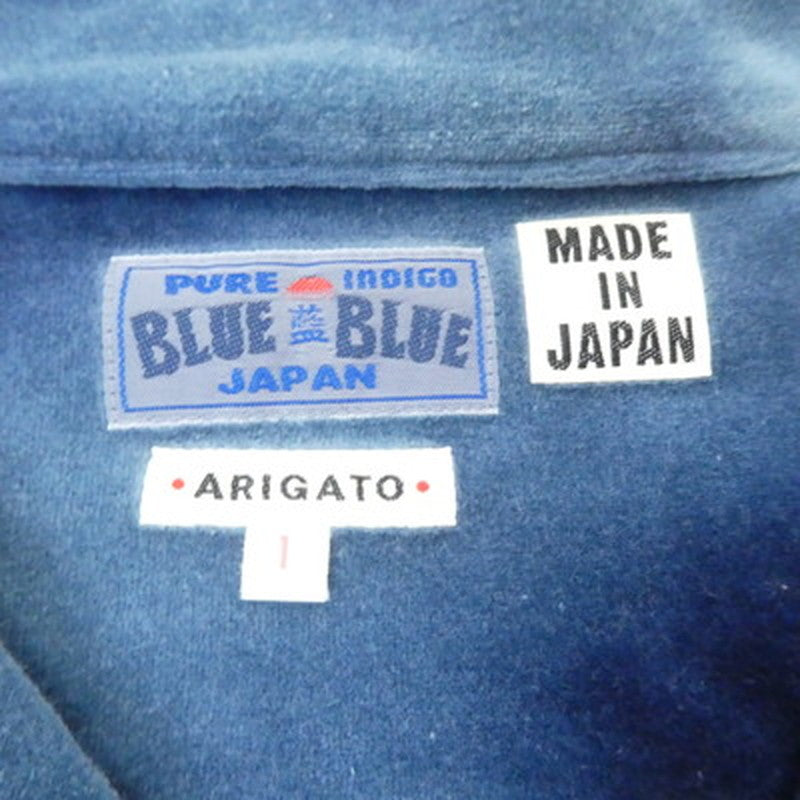 PURE INDIGO
BLUE 藍 BLUE
JAPAN
MADE
IN
JAPAN
• ARIGATO •
1